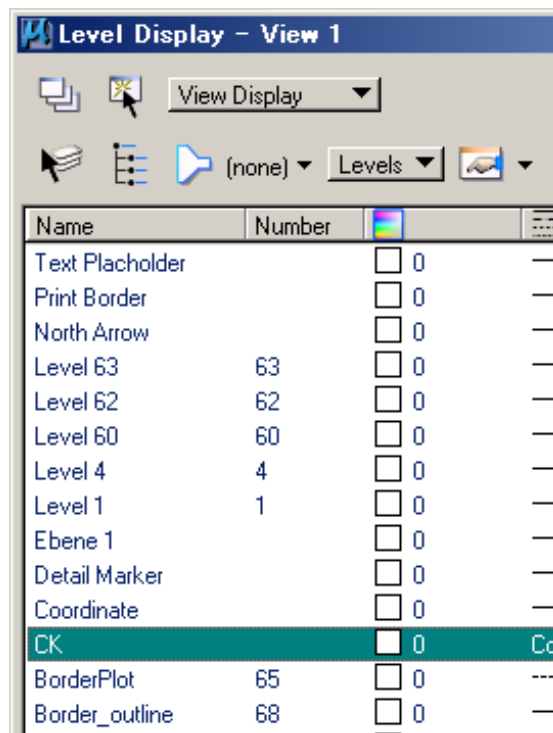 Level Display - View 1
View Display
(none) Levels
Name Number
Text Placholder 0
Print Border 0
North Arrow 0
Level 63 63 0
Level 62 62 0
Level 60 60 0
Level 4 4 0
Level 1 1 0
Ebene 1 0
Detail Marker 0
Coordinate 0
CK 0 Co
BorderPlot 65 0
Border_outline 68 0